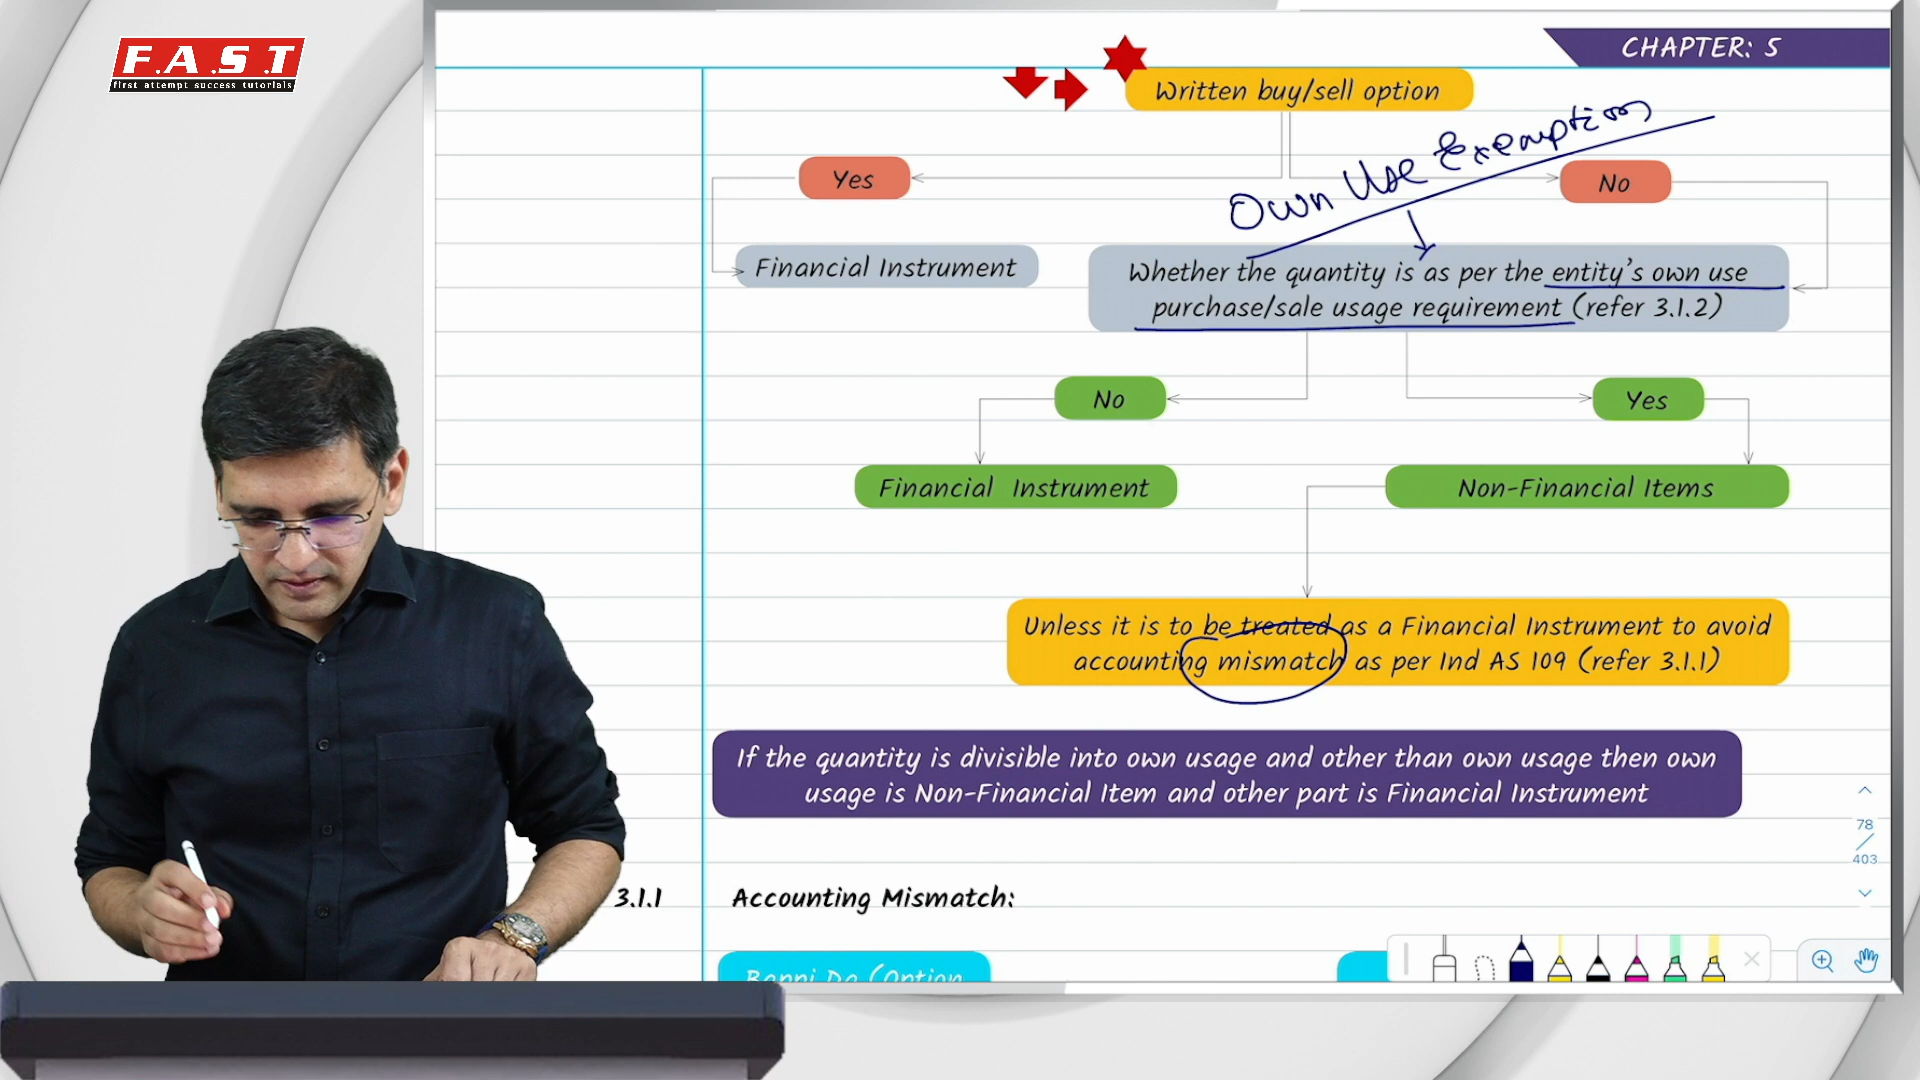 F.A.S.T
first attempt success tutorials
CHAPTER: 5
Written buy/sell option
Own Use Exemption
Yes
No
Financial Instrument
Whether the quantity is as per the entity's own use
purchase/sale usage requirement (refer 3.1.2)
No
Yes
Financial Instrument
Non-Financial Items
Unless it is to be treated as a Financial Instrument to avoid
accounting mismatch as per Ind AS 109 (refer 3.1.1)
If the quantity is divisible into own usage and other than own usage then own
usage is Non-Financial Item and other part is Financial Instrument
78
403
3.1.1 Accounting Mismatch:
(Option